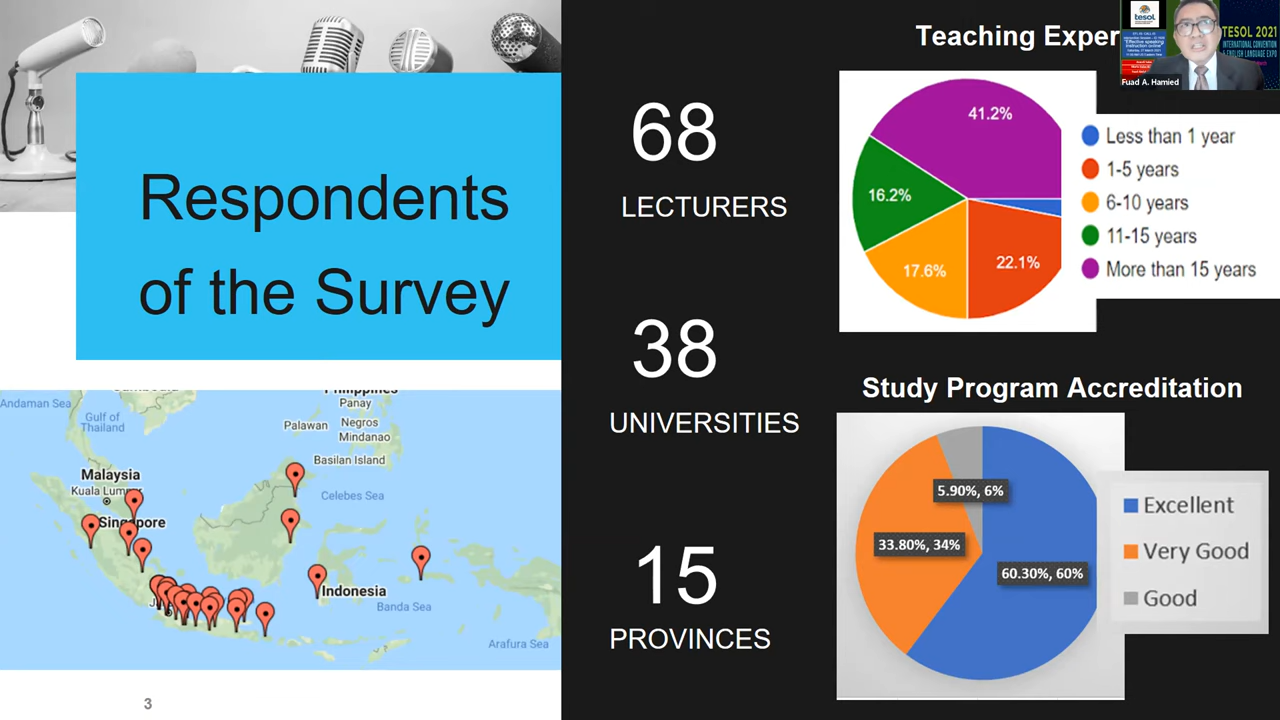 Respondents
of the Survey
68
LECTURERS
38
UNIVERSITIES
15
PROVINCES
Teaching Exper
41.2%
16.2%
17.6%
22.1%
Less than 1 year
1-5 years
6-10 years
11-15 years
More than 15 years
tesol
TESOL 2021
INTERNATIONAL CONVENTION
& ENGLISH LANGUAGE EXPO
Fuad A. Hamied
Study Program Accreditation
5.90%, 6%
33.80%, 34%
60.30%, 60%
Excellent
Very Good
Good
Andaman Sea
Gulf of
Thailand
Philippines
Panay
Palawan
Negros
Mindanao
Basilan Island
Malaysia
Kuala Lump
Celebes Sea
Singapore
Indonesia
Banda Sea
Arafura Sea
3